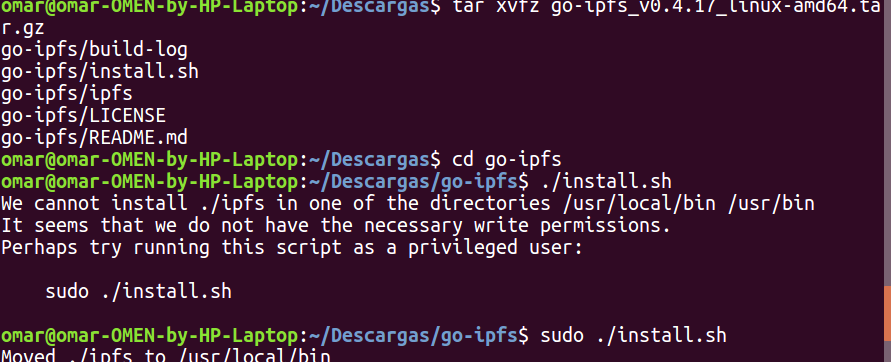 omar@omar-OMEN-by-HP-Laptop:~/Descargas$ tar xvfz go-ipfs_v0.4.17_linux-amd64.ta
r.gz
go-ipfs/build-log
go-ipfs/install.sh
go-ipfs/ipfs
go-ipfs/LICENSE
go-ipfs/README.md
omar@omar-OMEN-by-HP-Laptop:~/Descargas$ cd go-ipfs
omar@omar-OMEN-by-HP-Laptop:~/Descargas/go-ipfs$ ./install.sh
We cannot install ./ipfs in one of the directories /usr/local/bin /usr/bin
It seems that we do not have the necessary write permissions.
Perhaps try running this script as a privileged user:
    sudo ./install.sh
omar@omar-OMEN-by-HP-Laptop:~/Descargas/go-ipfs$ sudo ./install.sh
Moved ./ipfs to /usr/local/bin